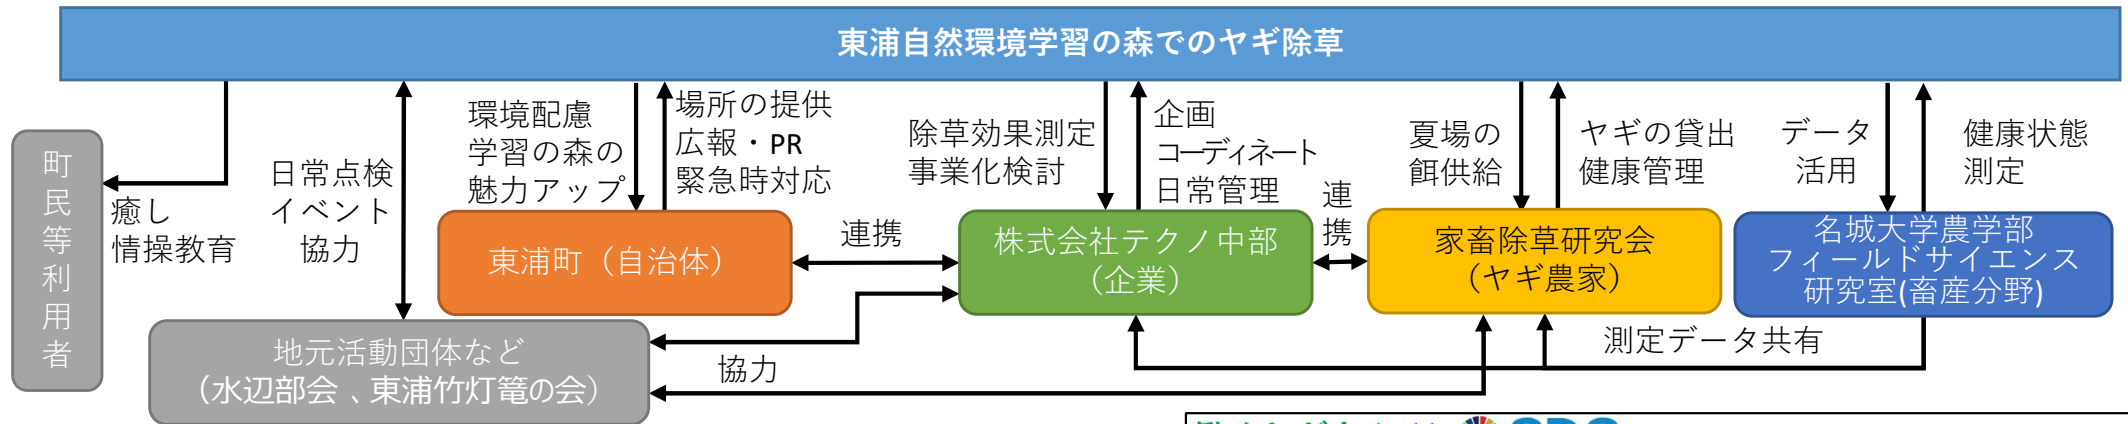 東浦自然環境学習の森でのヤギ除草
町民等利用者
癒し
情操教育
日常点検
イベント
協力
環境配慮
学習の森の
魅力アップ
場所の提供
広報・PR
緊急時対応
除草効果測定
事業化検討
企画
コーディネート
日常管理
夏場の
餌供給
ヤギの貸出
健康管理
データ
活用
健康状態
測定
東浦町（自治体）
連携
株式会社テクノ中部
（企業）
連携
家畜除草研究会
（ヤギ農家）
名城大学農学部
フィールドサイエンス
研究室(畜産分野)
地元活動団体など
（水辺部会、東浦竹灯篭の会）
協力
測定データ共有